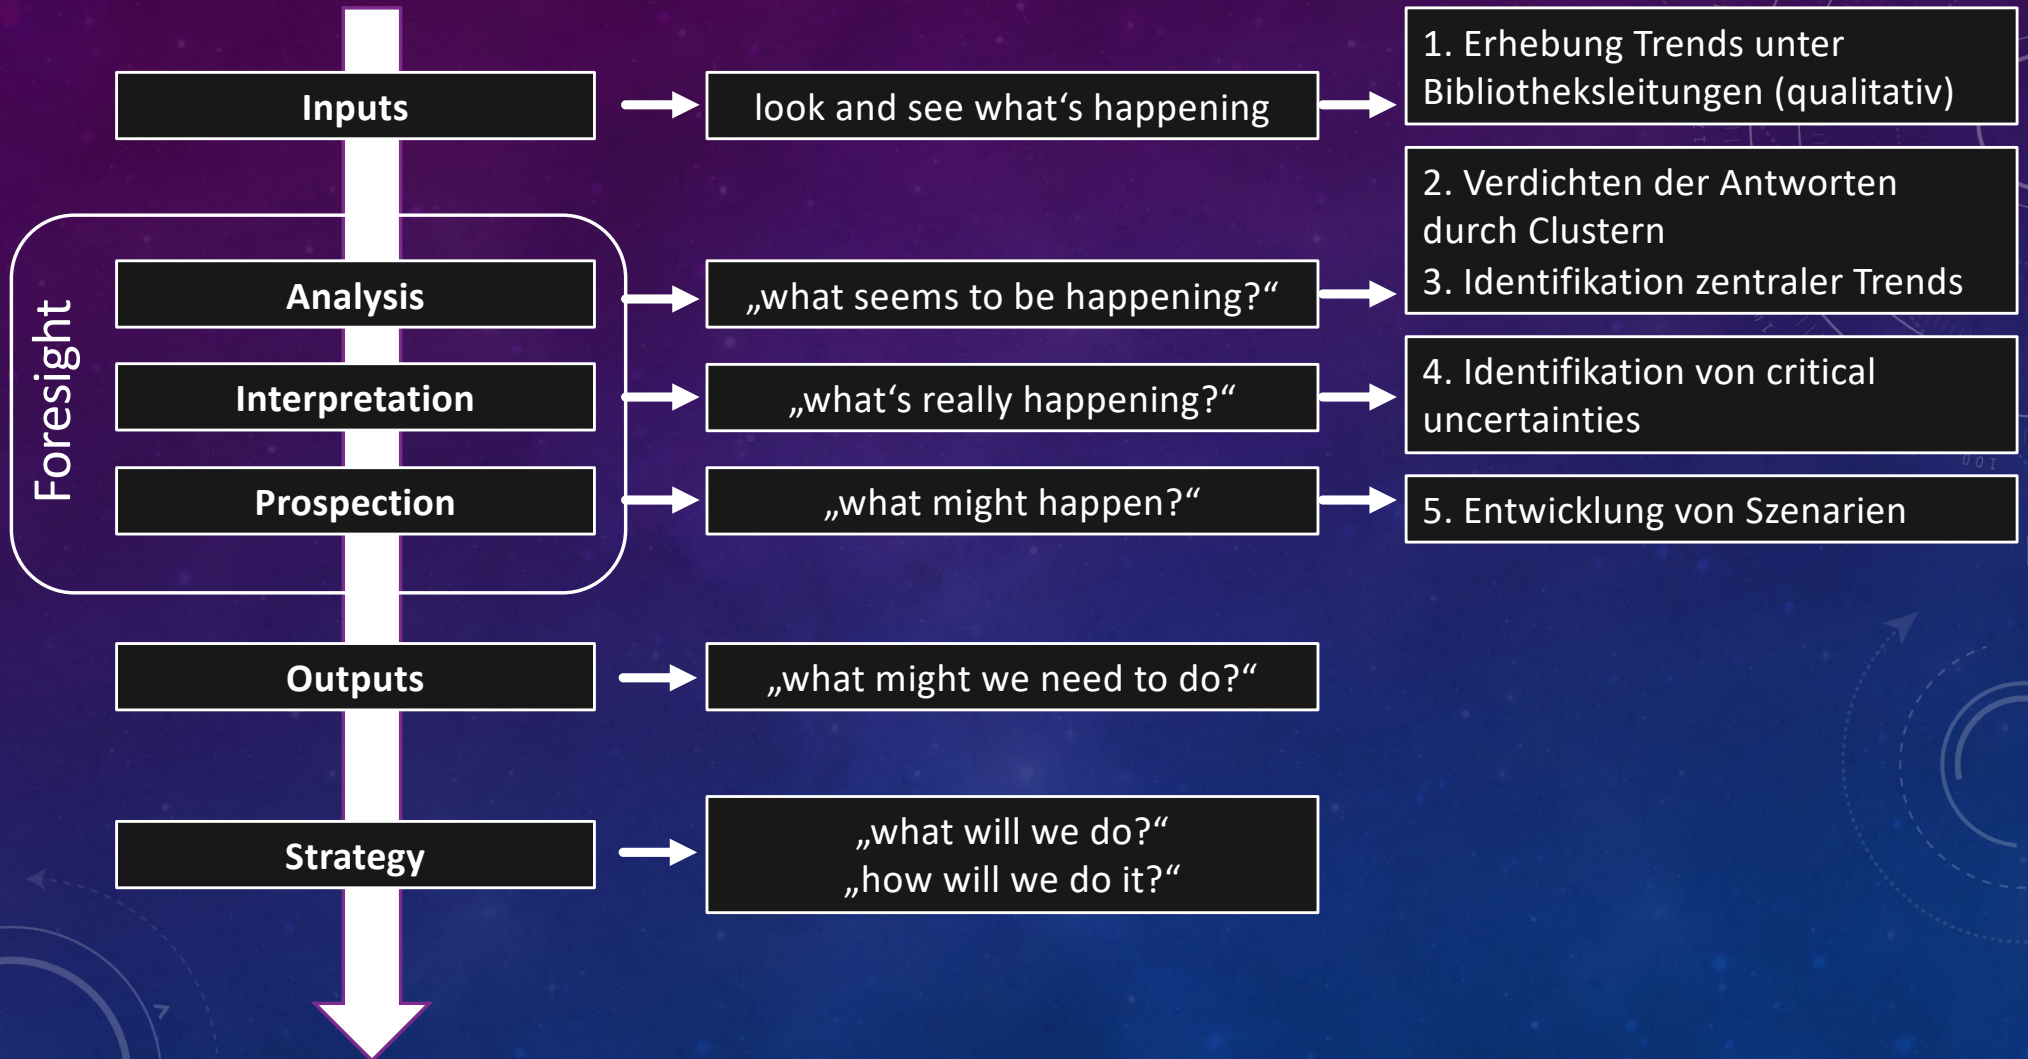 Inputs
look and see what‘s happening
1. Erhebung Trends unter
Bibliotheksleitungen (qualitativ)
Foresight
Analysis
„what seems to be happening?“
2. Verdichten der Antworten
durch Clustern
3. Identifikation zentraler Trends
Interpretation
„what‘s really happening?“
4. Identifikation von critical
uncertainties
Prospection
„what might happen?“
5. Entwicklung von Szenarien
Outputs
„what might we need to do?“
Strategy
„what will we do?“
„how will we do it?“